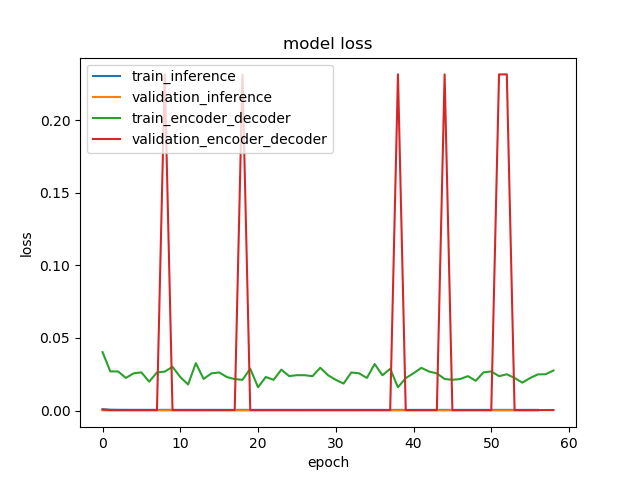 model loss
train_inference
validation_inference
train_encoder_decoder
validation_encoder_decoder
0.20
0.15
0.10
0.05
0.00
loss
0 10 20 30 40 50 60
epoch